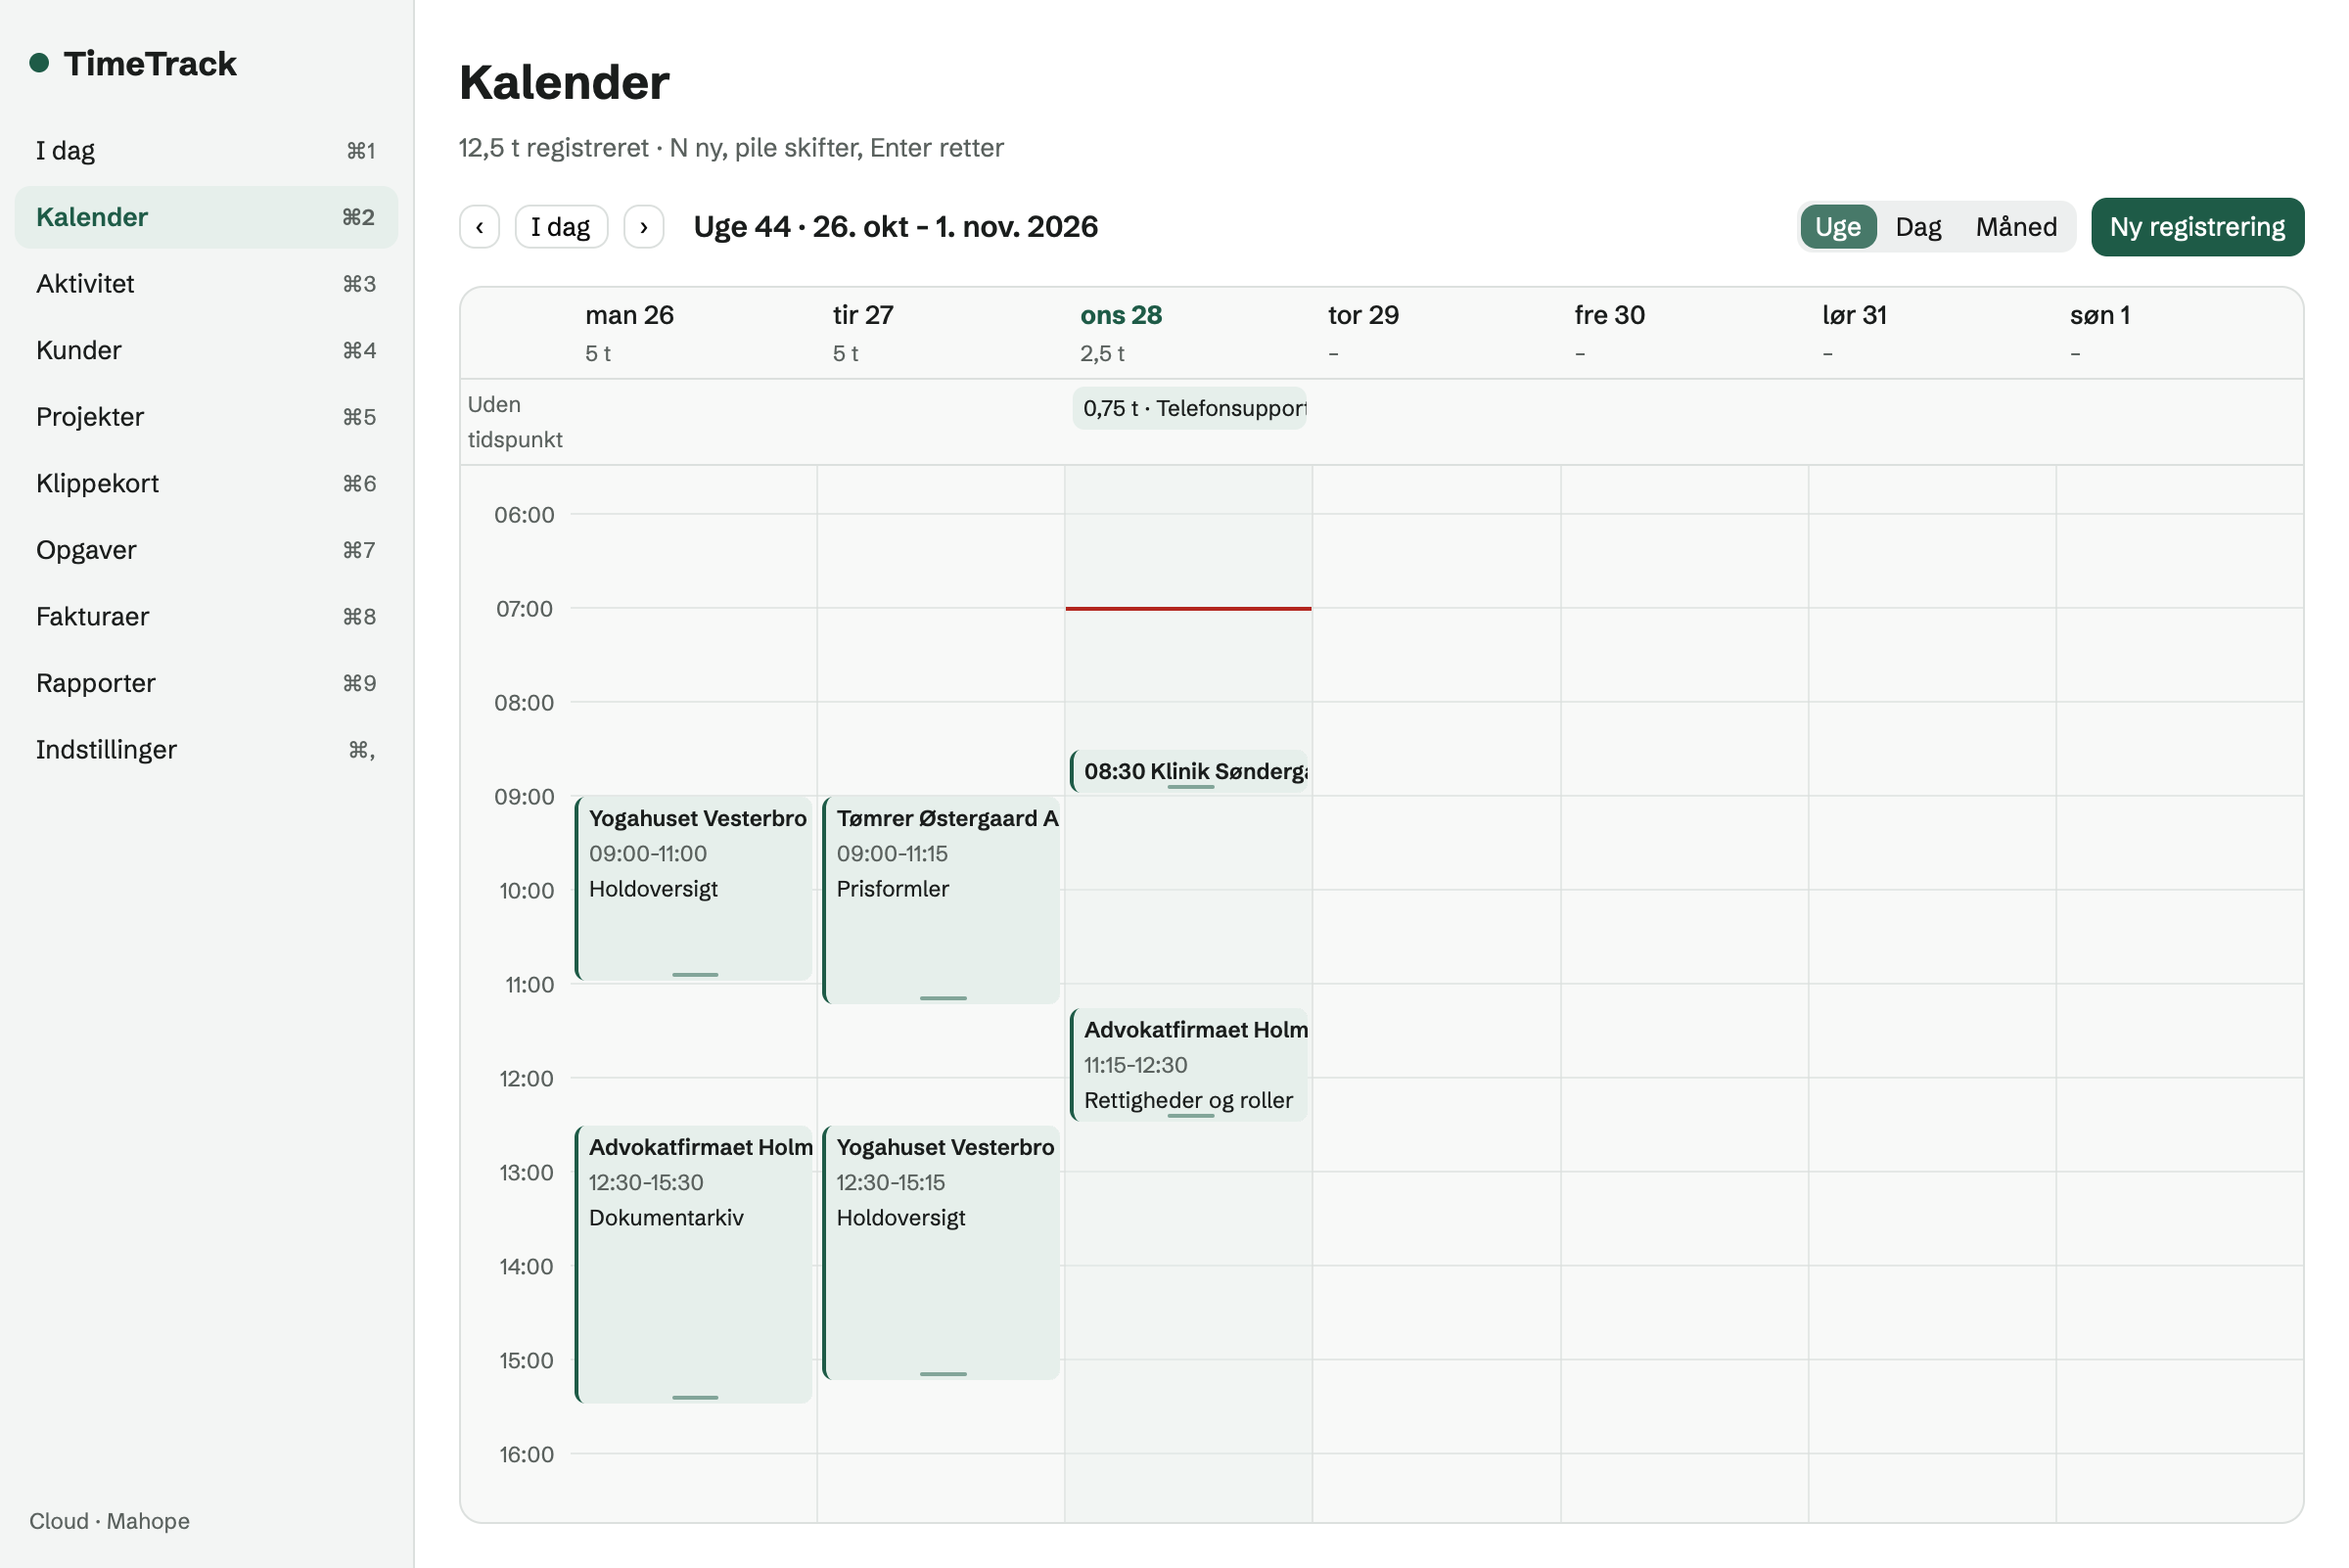 TimeTrack
I dag ⌘1
Kalender ⌘2
Aktivitet ⌘3
Kunder ⌘4
Projekter ⌘5
Klippekort ⌘6
Opgaver ⌘7
Fakturaer ⌘8
Rapporter ⌘9
Indstillinger ⌘,
Cloud · Mahope
Kalender
12,5 t registreret · N ny, pile skifter, Enter retter
‹ I dag › Uge 44 · 26. okt – 1. nov. 2026
Uge Dag Måned Ny registrering
man 26 tir 27 ons 28 tor 29 fre 30 lør 31 søn 1
5 t 5 t 2,5 t – – – –
Uden
tidspunkt
0,75 t · Telefonsupport
06:00
07:00
08:00
09:00
10:00
11:00
12:00
13:00
14:00
15:00
16:00
Yogahuset Vesterbro
09:00–11:00
Holdoversigt
Advokatfirmaet Holm
12:30–15:30
Dokumentarkiv
Tømrer Østergaard A
09:00–11:15
Prisformler
Yogahuset Vesterbro
12:30–15:15
Holdoversigt
08:30 Klinik Sønderga
Advokatfirmaet Holm
11:15–12:30
Rettigheder og roller